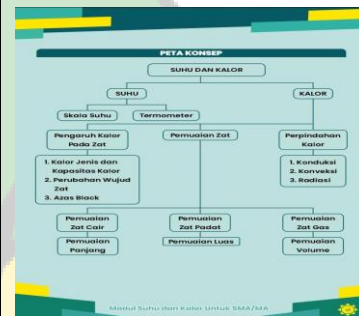 PETA KONSEP
SUHU DAN KALOR
SUHU
KALOR
Skala Suhu
Termometer
Pengaruh Kalor
Pada Zat
Pemuaian Zat
Perpindahan
Kalor
1. Kalor Jenis dan
Kapasitas Kalor
2. Perubahan Wujud
Zat
3. Azas Black
1. Konduksi
2. Konveksi
3. Radiasi
Pemuaian
Zat Cair
Pemuaian
Zat Padat
Pemuaian
Zat Gas
Pemuaian
Panjang
Pemuaian Luas
Pemuaian
Volume
Modul Suhu dan Kalor Untuk SMA/MA